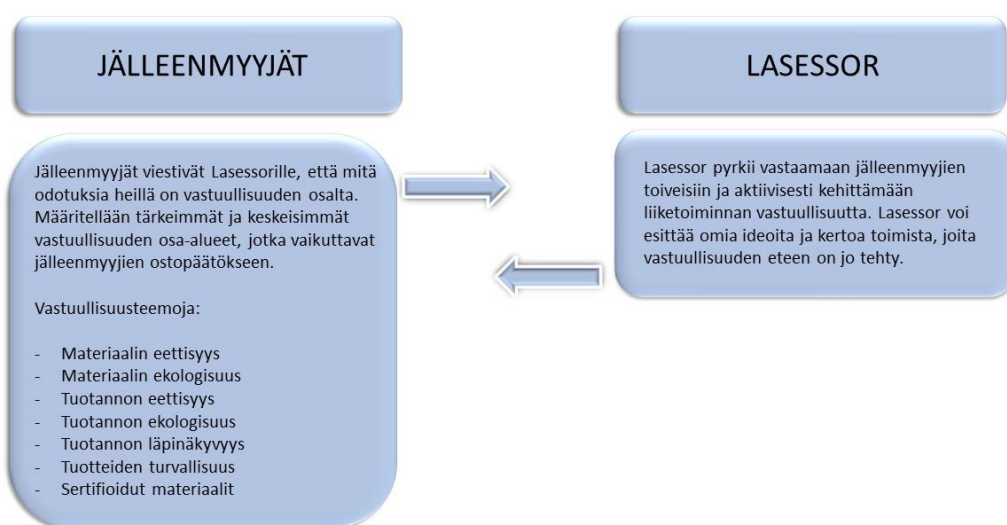 JÄLLEENMYYJÄT
Jälleenmyyjät viestivät Lasessorille, että mitä
odotuksia heillä on vastuullisuuden osalta.
Määritellään tärkeimmät ja keskeisimmät
vastuullisuuden osa-alueet, jotka vaikuttavat
jälleenmyyjien ostopäätökseen.
Vastuullisuusteemoja:
- Materiaalin eettisyys
- Materiaalin ekologisuus
- Tuotannon eettisyys
- Tuotannon ekologisuus
- Tuotannon läpinäkyvyys
- Tuotteiden turvallisuus
- Sertifioidut materiaalit
LASESSOR
Lasessor pyrkii vastaamaan jälleenmyyjien
toiveisiin ja aktiivisesti kehittämään
liiketoiminnan vastuullisuutta. Lasessor voi
esittää omia ideoita ja kertoa toimista, joita
vastuullisuuden eteen on jo tehty.